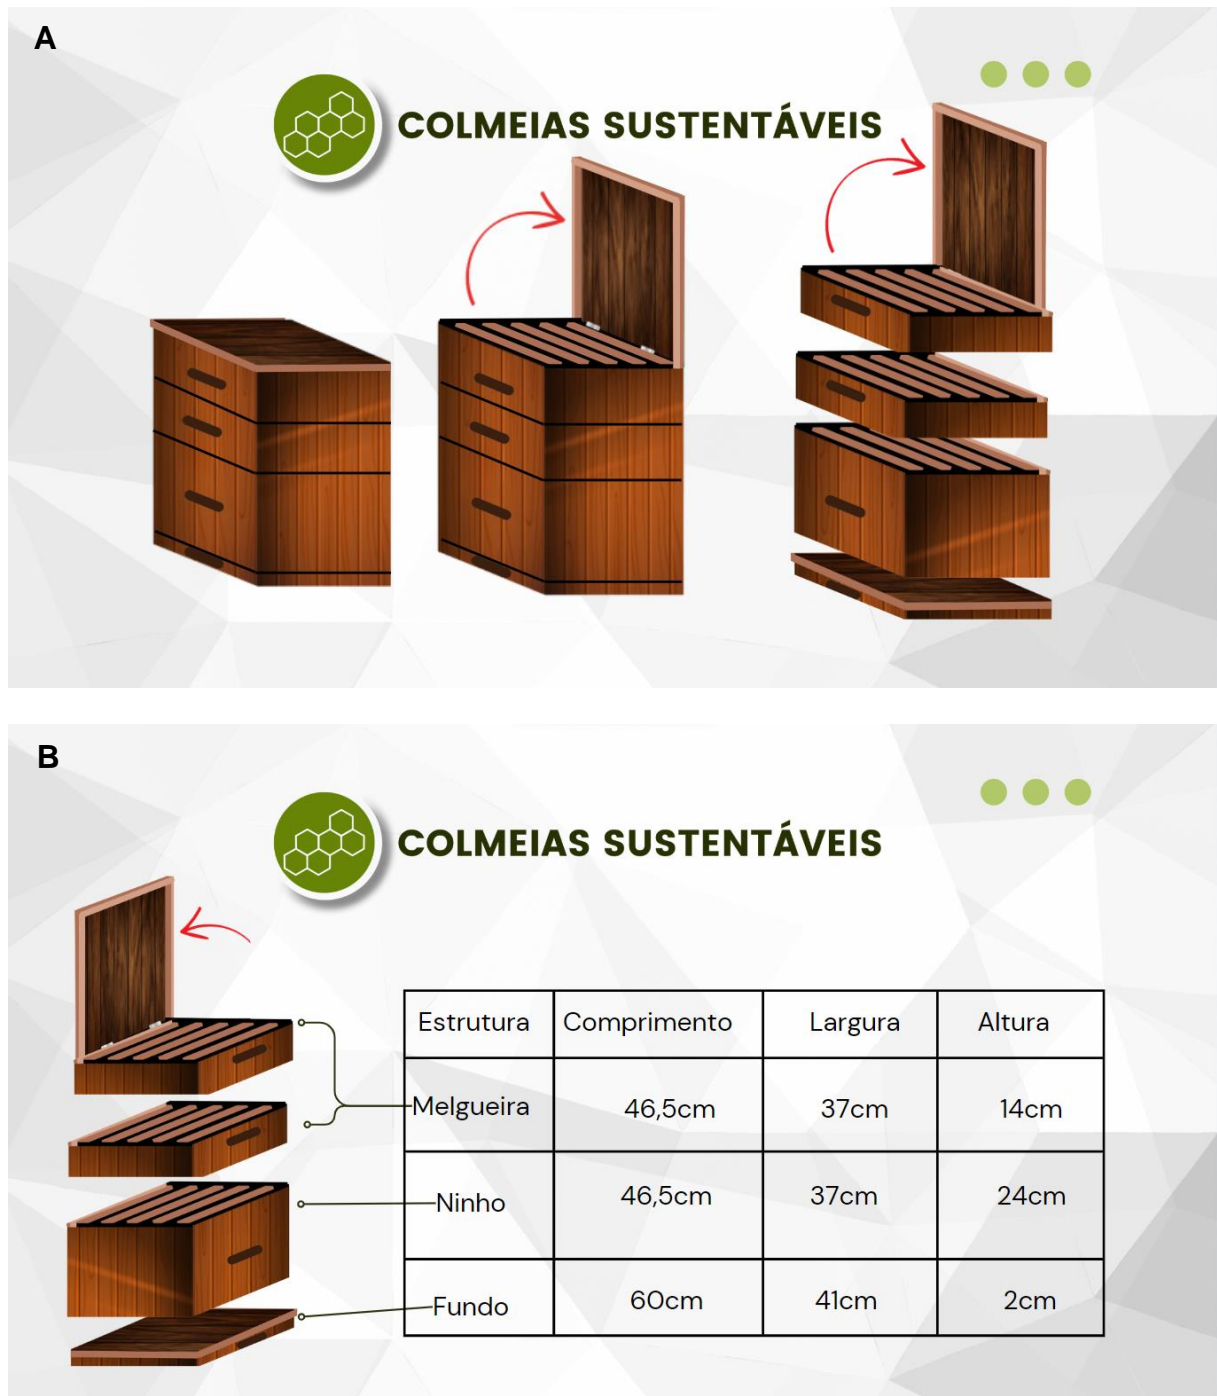 A
COLMEIAS SUSTENTÁVEIS
B
COLMEIAS SUSTENTÁVEIS
Estrutura Comprimento Largura Altura
Melgueira 46,5cm 37cm 14cm
Ninho 46,5cm 37cm 24cm
Fundo 60cm 41cm 2cm